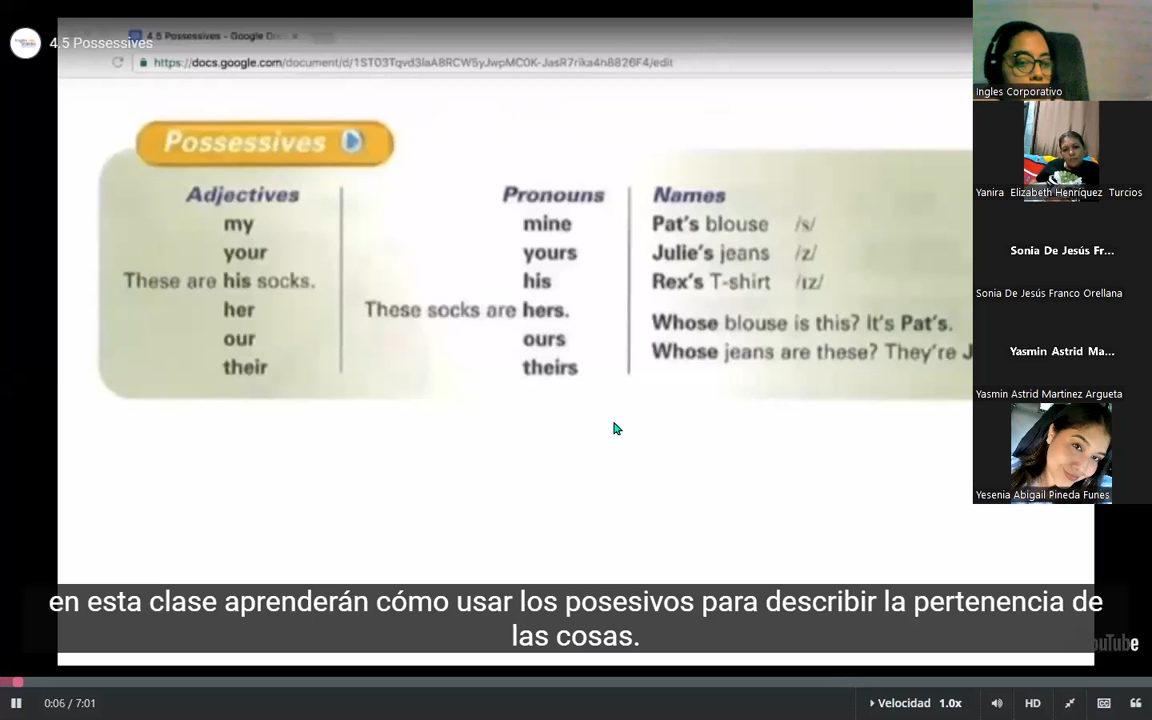 4.5 Possessives - Google Do
4.5 Possessives
https://docs.google.com/document/d/1STO3Tqvd3laA8RCW5yJwpMC0K-JasR7rika4h8826F4/edit
Possessives
Adjectives
my
your
These are his socks.
her
our
their
Pronouns
mine
yours
his
These socks are hers.
ours
theirs
Names
Pat's blouse /s/
Julie's jeans /z/
Rex's T-shirt /ɪz/
Whose blouse is this? It's Pat's.
Whose jeans are these? They're J
Ingles Corporativo
Yanira Elizabeth Henríquez Turcios
Sonia De Jesús Fr...
Sonia De Jesús Franco Orellana
Yasmin Astrid Ma...
Yasmin Astrid Martinez Argueta
Yesenia Abigail Pineda Funes
en esta clase aprenderán cómo usar los posesivos para describir la pertenencia de
las cosas.
ouTube
0:06 / 7:01
Velocidad 1.0x
HD